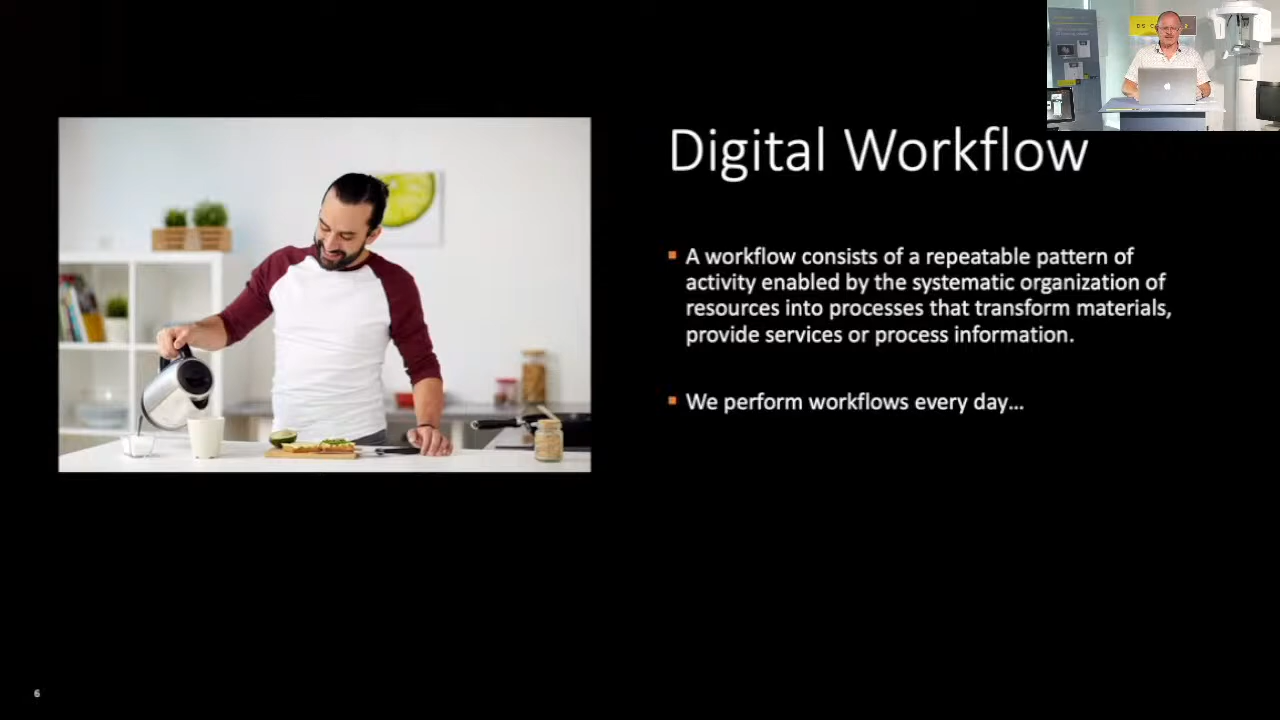 Digital Workflow
▪ A workflow consists of a repeatable pattern of
activity enabled by the systematic organization of
resources into processes that transform materials,
provide services or process information.
▪ We perform workflows every day…
6